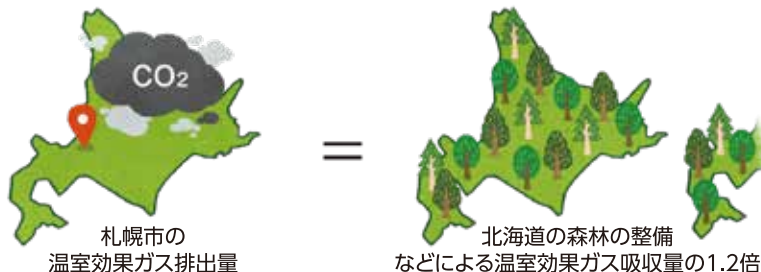 CO₂
=
札幌市の
温室効果ガス排出量
北海道の森林の整備
などによる温室効果ガス吸収量の1.2倍